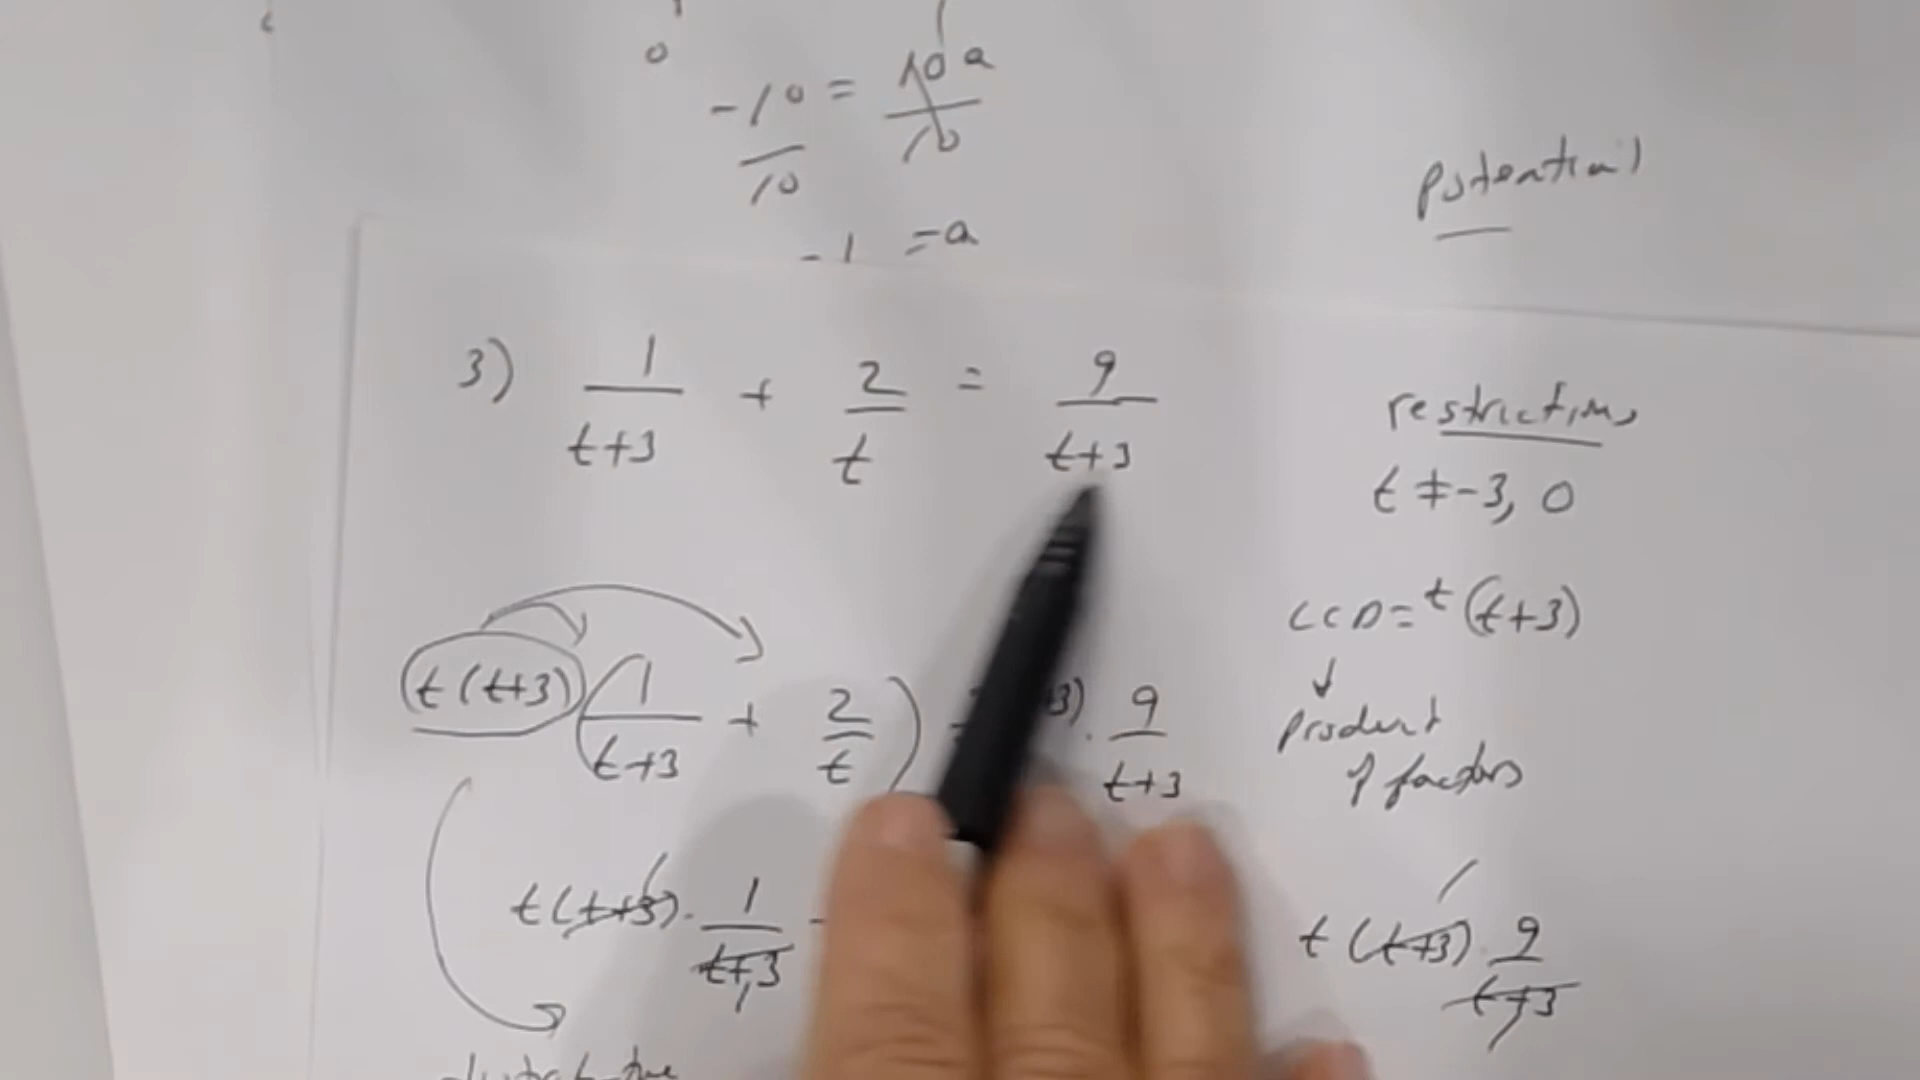 -10 = 10a
10 10
-1 = a
potential
3) 1/(t+3) + 2/t = 9/(t+3)
restrictions
t ≠ -3, 0
LCD = t(t+3)
product
of factors
t(t+3)(1/(t+3) + 2/t) 3) · 9/(t+3)
t(t+3) · 1/(t+3) t(t+3) · 9/(t+3)